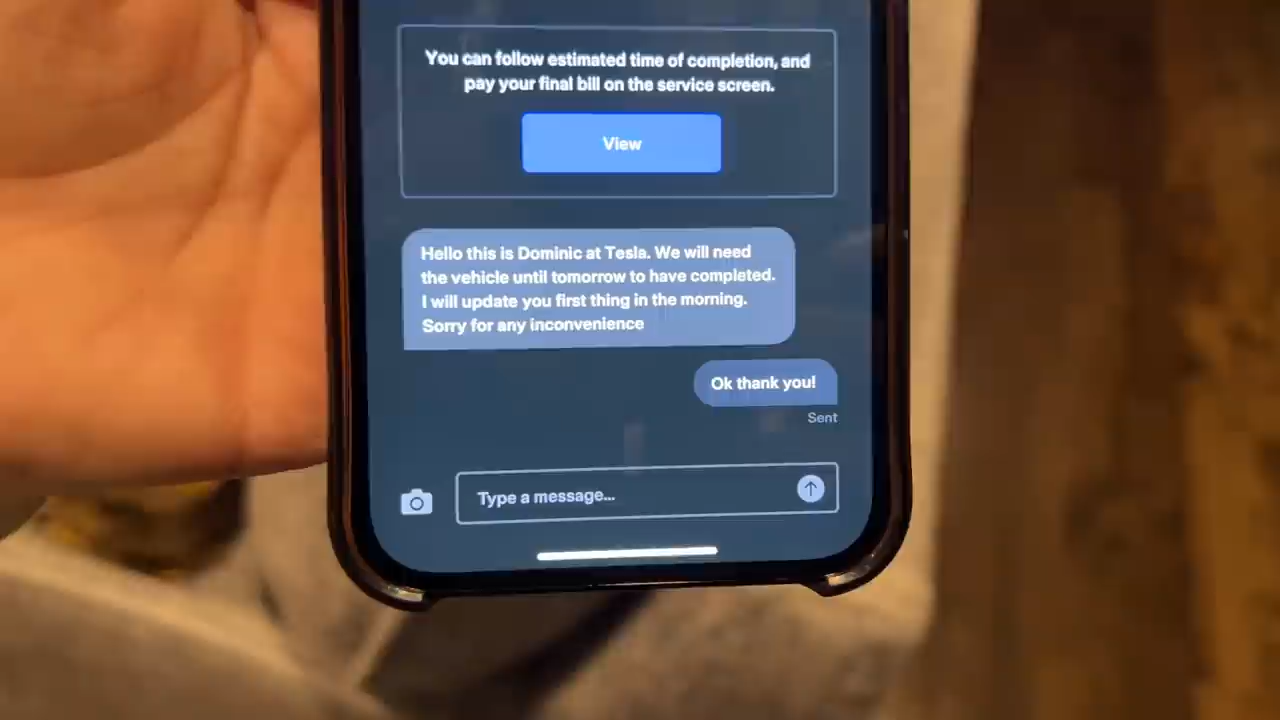 You can follow estimated time of completion, and
pay your final bill on the service screen.
View
Hello this is Dominic at Tesla. We will need
the vehicle until tomorrow to have completed.
I will update you first thing in the morning.
Sorry for any inconvenience
Ok thank you!
Sent
Type a message...